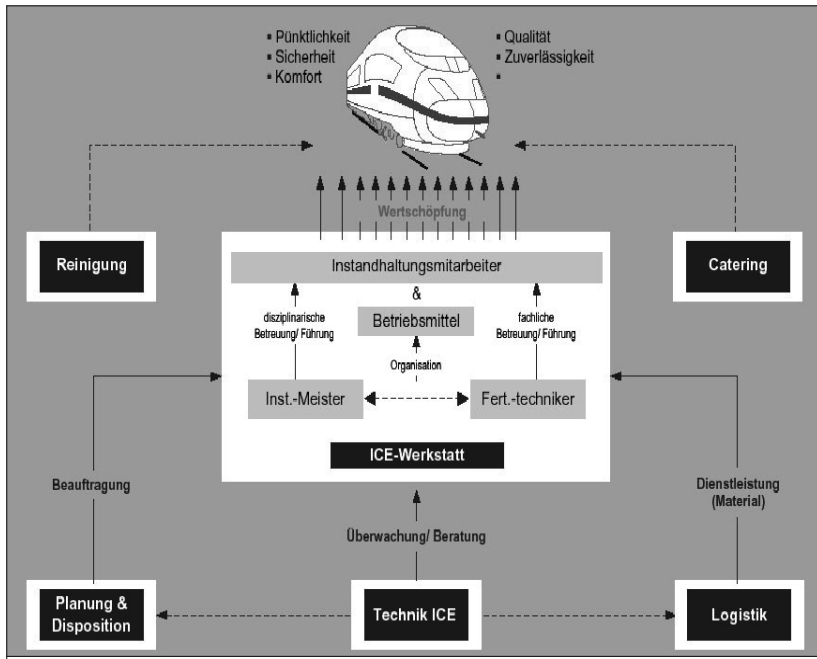 ▪ Pünktlichkeit
▪ Sicherheit
▪ Komfort
▪ Qualität
▪ Zuverlässigkeit
▪
Wertschöpfung
Reinigung
Catering
Instandhaltungsmitarbeiter
&
Betriebsmittel
disziplinarische
Betreuung/ Führung
fachliche
Betreuung/ Führung
Organisation
Inst.-Meister
Fert.-techniker
ICE-Werkstatt
Beauftragung
Dienstleistung
(Material)
Überwachung/ Beratung
Planung &
Disposition
Technik ICE
Logistik